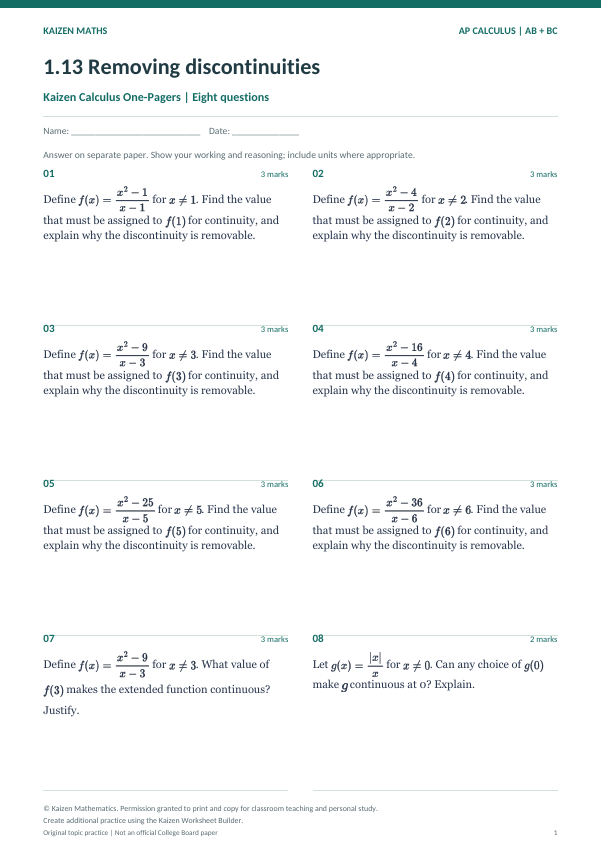 KAIZEN MATHS
AP CALCULUS | AB + BC
1.13 Removing discontinuities
Kaizen Calculus One-Pagers | Eight questions
Name: ____________________________ Date: ______________
Answer on separate paper. Show your working and reasoning; include units where appropriate.
01 3 marks
Define f(x) = (x² − 1)/(x − 1) for x ≠ 1. Find the value
that must be assigned to f(1) for continuity, and
explain why the discontinuity is removable.
02 3 marks
Define f(x) = (x² − 4)/(x − 2) for x ≠ 2. Find the value
that must be assigned to f(2) for continuity, and
explain why the discontinuity is removable.
03 3 marks
Define f(x) = (x² − 9)/(x − 3) for x ≠ 3. Find the value
that must be assigned to f(3) for continuity, and
explain why the discontinuity is removable.
04 3 marks
Define f(x) = (x² − 16)/(x − 4) for x ≠ 4. Find the value
that must be assigned to f(4) for continuity, and
explain why the discontinuity is removable.
05 3 marks
Define f(x) = (x² − 25)/(x − 5) for x ≠ 5. Find the value
that must be assigned to f(5) for continuity, and
explain why the discontinuity is removable.
06 3 marks
Define f(x) = (x² − 36)/(x − 6) for x ≠ 6. Find the value
that must be assigned to f(6) for continuity, and
explain why the discontinuity is removable.
07 3 marks
Define f(x) = (x² − 9)/(x − 3) for x ≠ 3. What value of
f(3) makes the extended function continuous?
Justify.
08 2 marks
Let g(x) = |x|/x for x ≠ 0. Can any choice of g(0)
make g continuous at 0? Explain.
© Kaizen Mathematics. Permission granted to print and copy for classroom teaching and personal study.
Create additional practice using the Kaizen Worksheet Builder.
Original topic practice | Not an official College Board paper
1